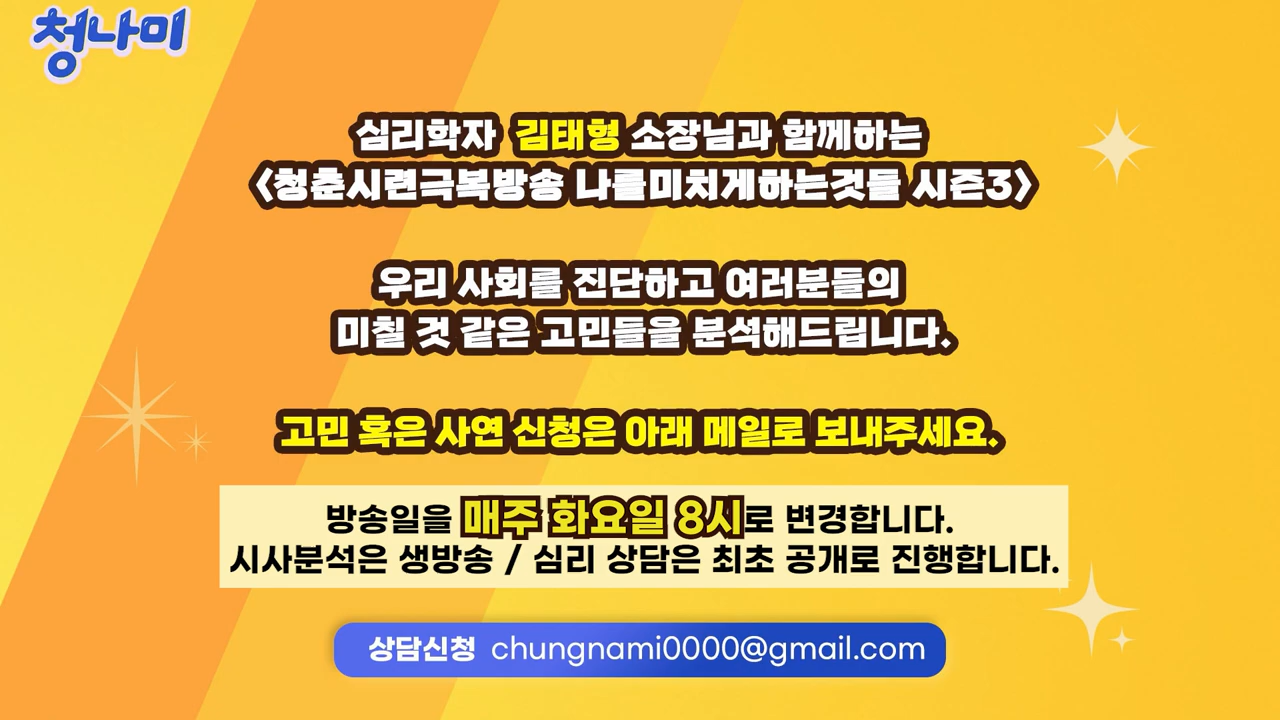 청나미
심리학자 김태형 소장님과 함께하는
<청춘시련극복방송 나를미치게하는것들 시즌3>
우리 사회를 진단하고 여러분들의
미칠 것 같은 고민들을 분석해드립니다.
고민 혹은 사연 신청은 아래 메일로 보내주세요.
방송일을 매주 화요일 8시로 변경합니다.
시사분석은 생방송 / 심리 상담은 최초 공개로 진행합니다.
상담신청 chungnami0000@gmail.com